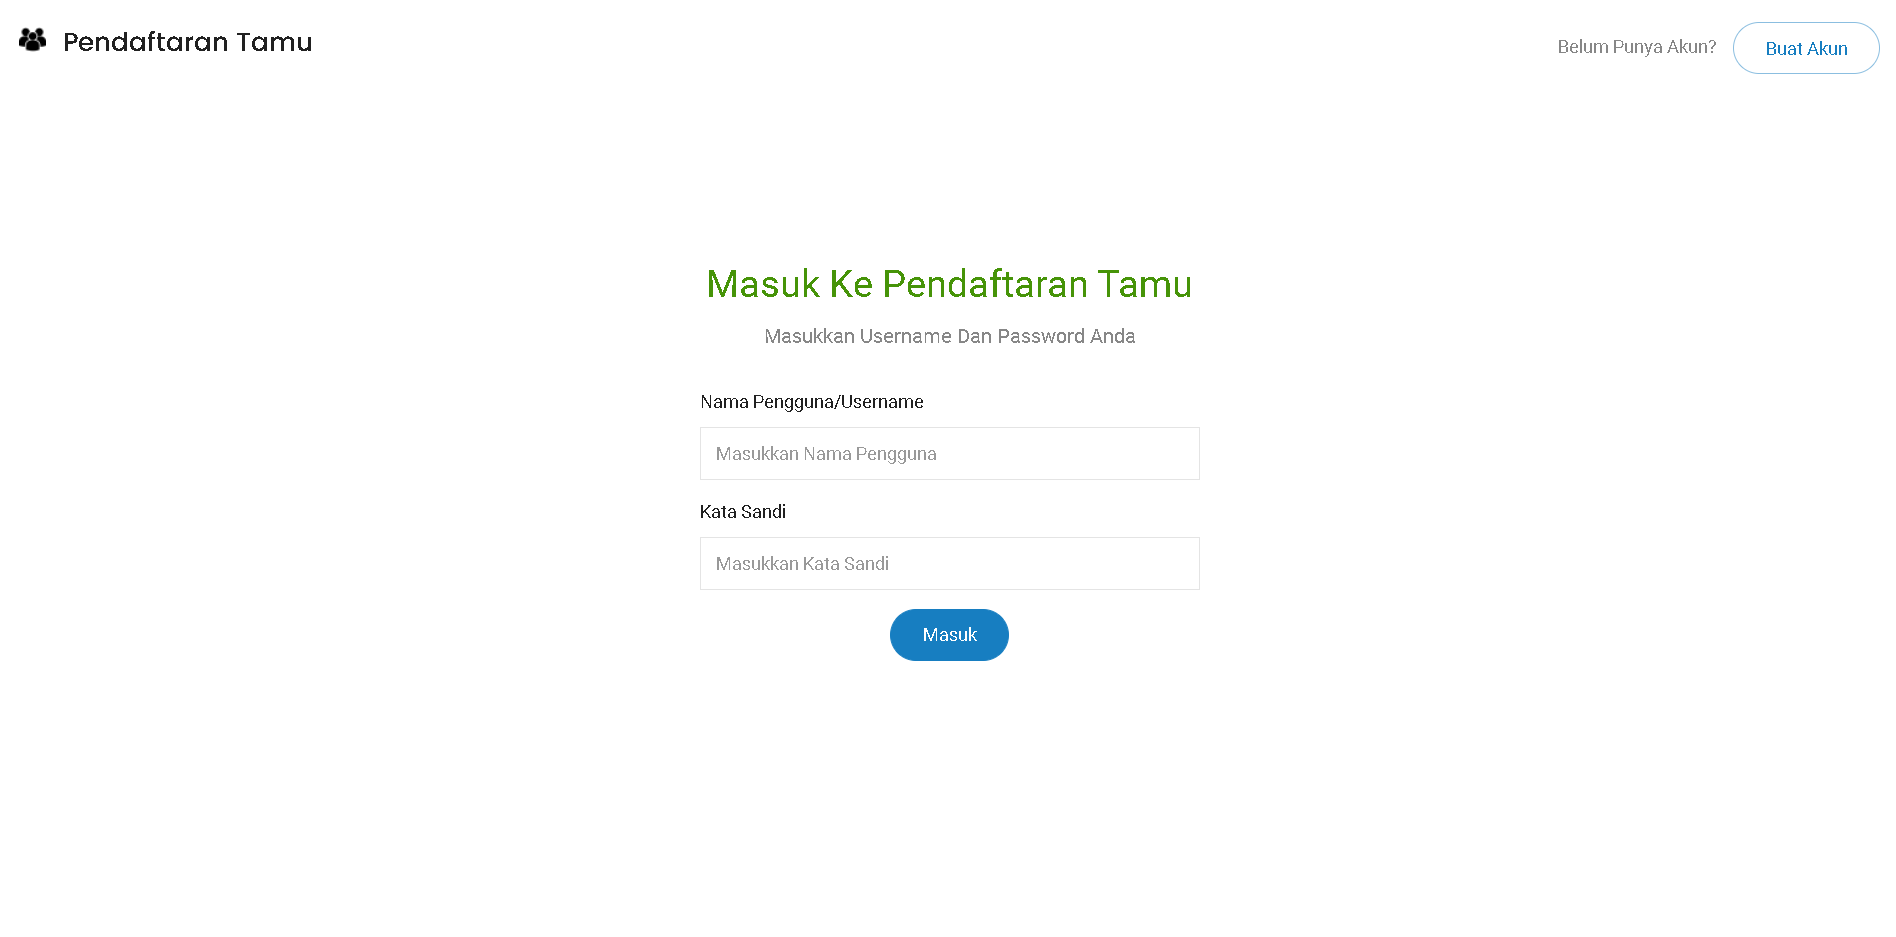 Pendaftaran Tamu
Belum Punya Akun?
Buat Akun
Masuk Ke Pendaftaran Tamu
Masukkan Username Dan Password Anda
Nama Pengguna/Username
Masukkan Nama Pengguna
Kata Sandi
Masukkan Kata Sandi
Masuk